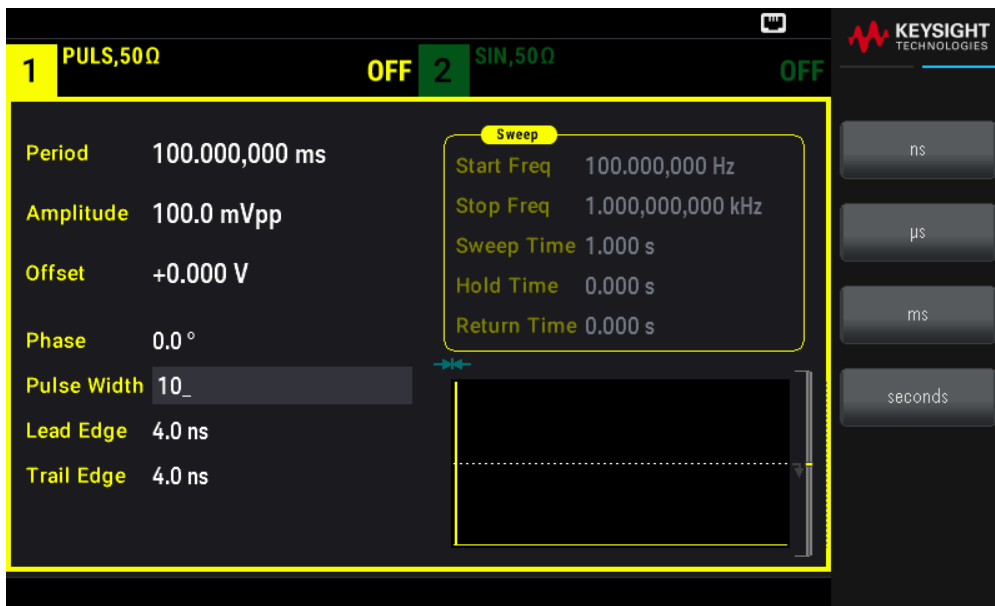 KEYSIGHT
TECHNOLOGIES
1 PULS,50Ω OFF
2 SIN,50Ω OFF
Period 100.000,000 ms
Amplitude 100.0 mVpp
Offset +0.000 V
Phase 0.0 °
Pulse Width 10_
Lead Edge 4.0 ns
Trail Edge 4.0 ns
Sweep
Start Freq 100.000,000 Hz
Stop Freq 1.000,000,000 kHz
Sweep Time 1.000 s
Hold Time 0.000 s
Return Time 0.000 s
ns
µs
ms
seconds